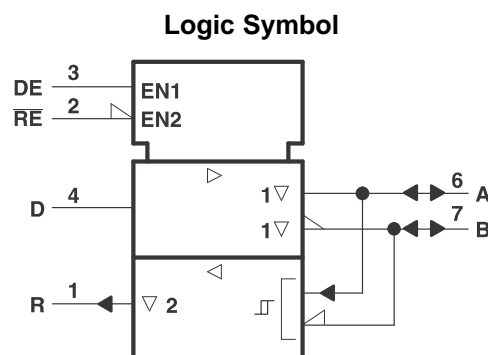 Logic Symbol
DE 3 EN1
RE 2 EN2
D 4 1 6 A
1 7 B
R 1 2